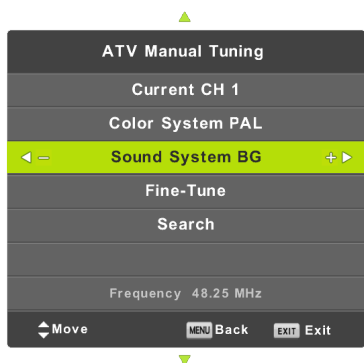 ATV Manual Tuning
Current CH 1
Color System PAL
– Sound System BG +
Fine-Tune
Search
Frequency 48.25 MHz
Move MENU Back EXIT Exit